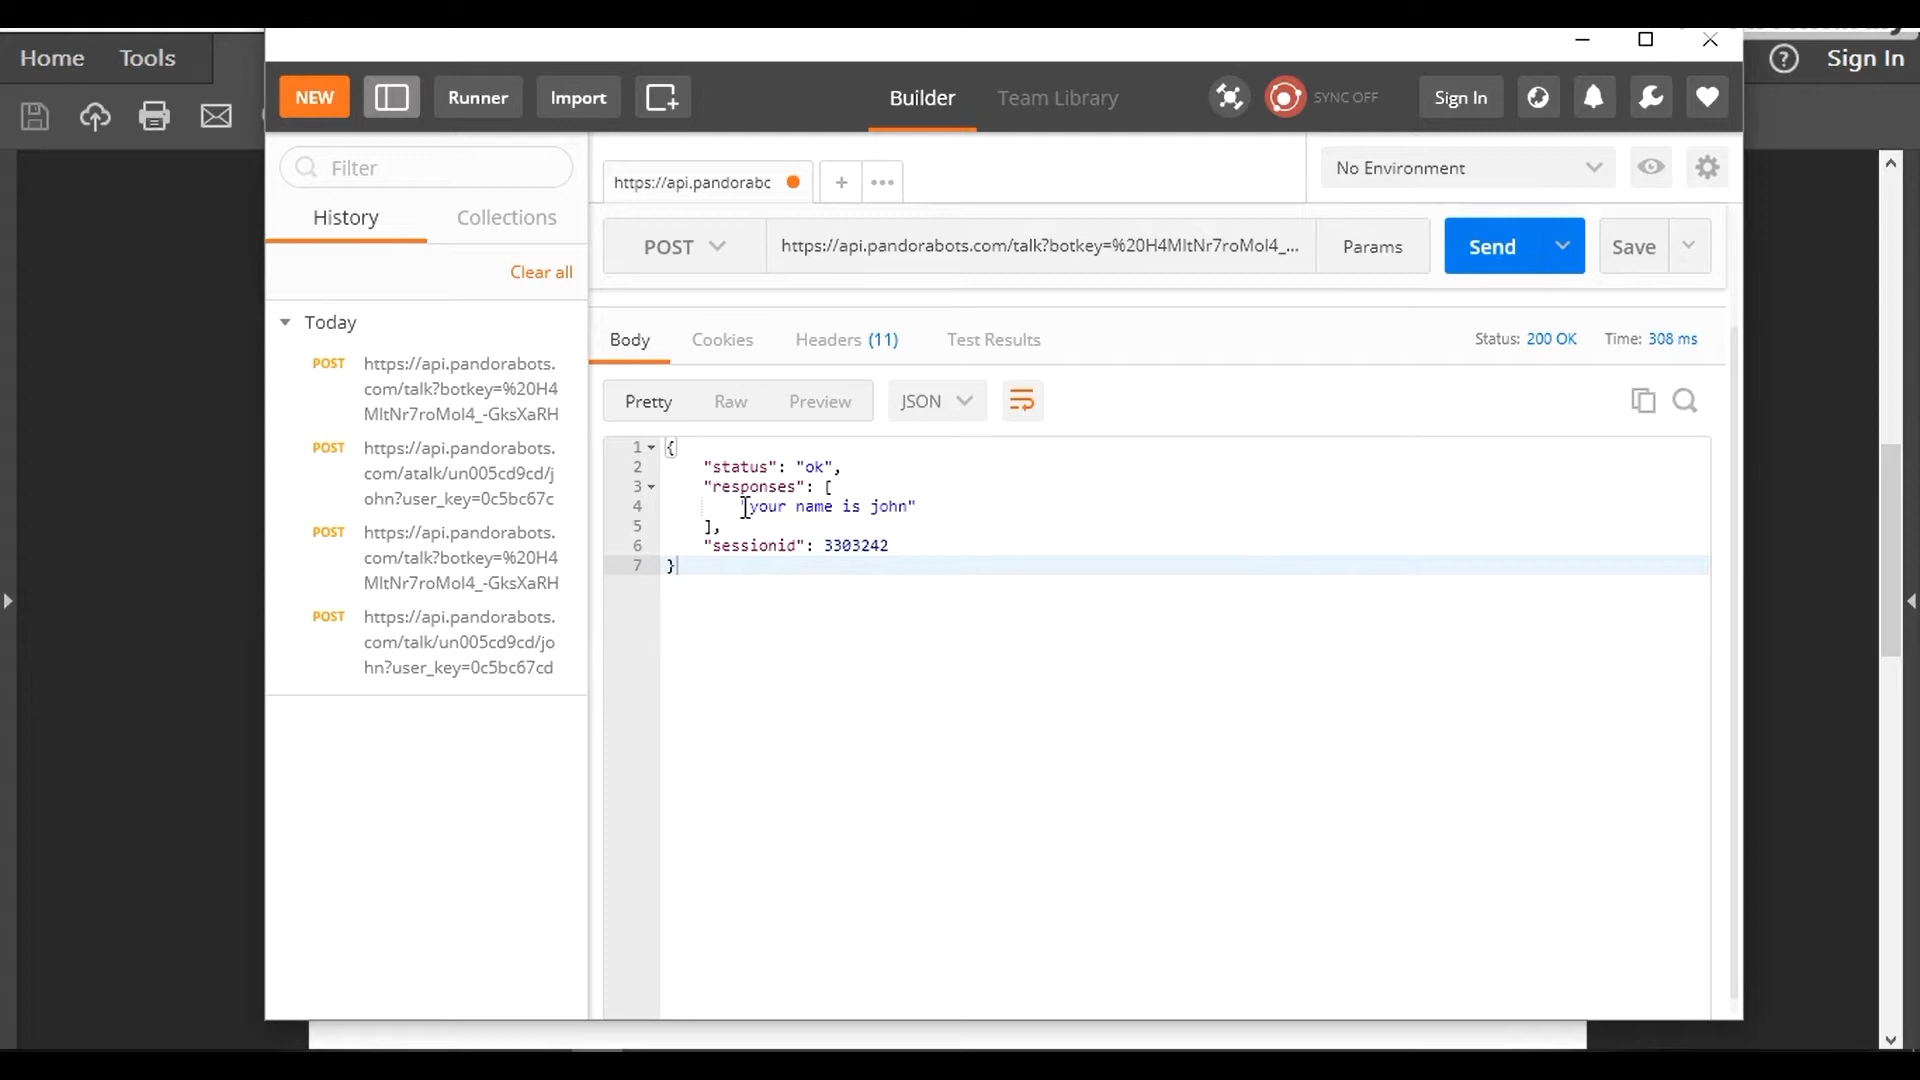 Home Tools
Sign In
NEW Runner Import Builder Team Library SYNC OFF Sign In
Filter
https://api.pandorabc
No Environment
History Collections
POST https://api.pandorabots.com/talk?botkey=%20H4MltNr7roMol4_... Params Send Save
Clear all
Today
Body Cookies Headers (11) Test Results Status: 200 OK Time: 308 ms
POST https://api.pandorabots.
com/talk?botkey=%20H4
MltNr7roMol4_-GksXaRH
POST https://api.pandorabots.
com/atalk/un005cd9cd/j
ohn?user_key=0c5bc67c
POST https://api.pandorabots.
com/talk?botkey=%20H4
MltNr7roMol4_-GksXaRH
POST https://api.pandorabots.
com/talk/un005cd9cd/jo
hn?user_key=0c5bc67cd
Pretty Raw Preview JSON
1 {
2 "status": "ok",
3 "responses": [
4 "your name is john"
5 ],
6 "sessionid": 3303242
7 }